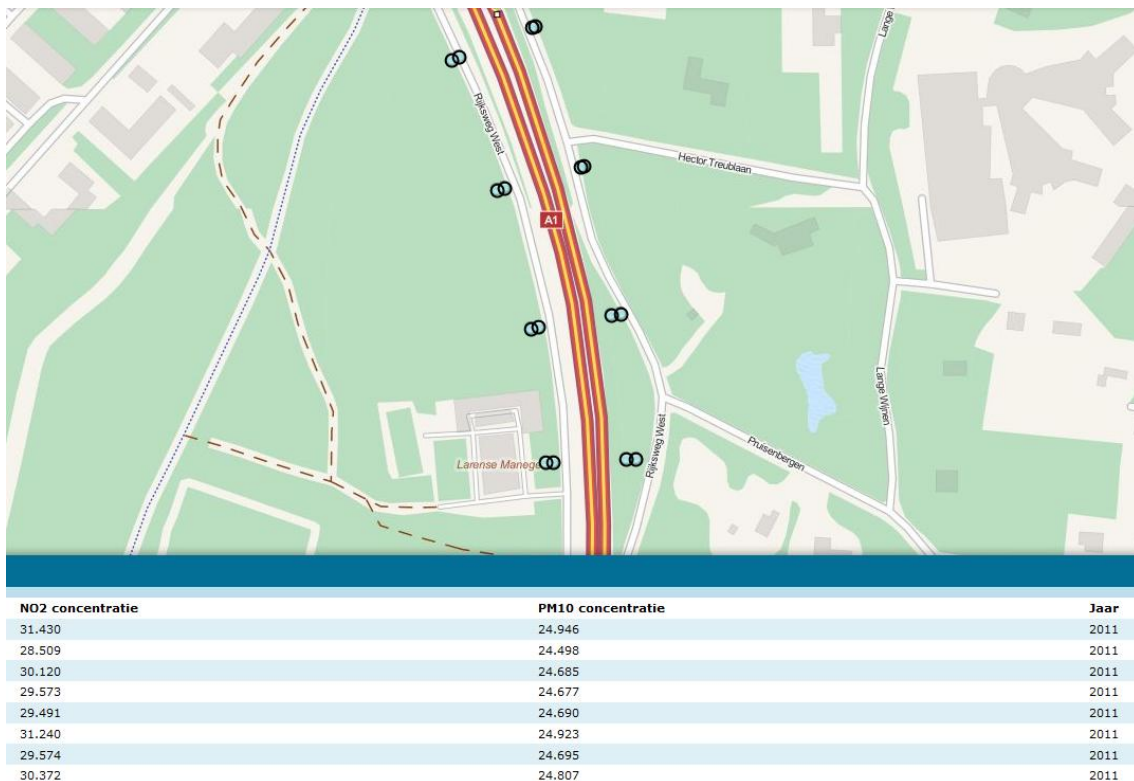 Lange W
Rijksweg West
Hector Treublaan
A1
Lange Wijnen
Rijksweg West
Pruisenbergen
Larense Manege
NO2 concentratie PM10 concentratie Jaar
31.430 24.946 2011
28.509 24.498 2011
30.120 24.685 2011
29.573 24.677 2011
29.491 24.690 2011
31.240 24.923 2011
29.574 24.695 2011
30.372 24.807 2011